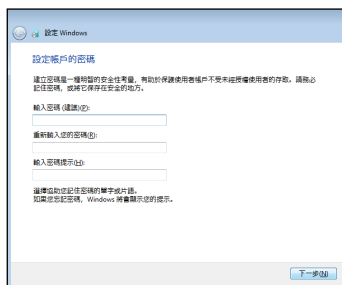 設定 Windows
設定帳戶的密碼
建立密碼是一種明智的安全性考量，有助於保護使用者帳戶不受未經授權使用者的存取。請務必
記住密碼，或將它保存在安全的地方。
輸入密碼 (建議)(P):
重新輸入您的密碼(R):
輸入密碼提示(H):
選擇協助您記住密碼的單字或片語。
如果您忘記密碼，Windows 將會顯示您的提示。
下一步(N)